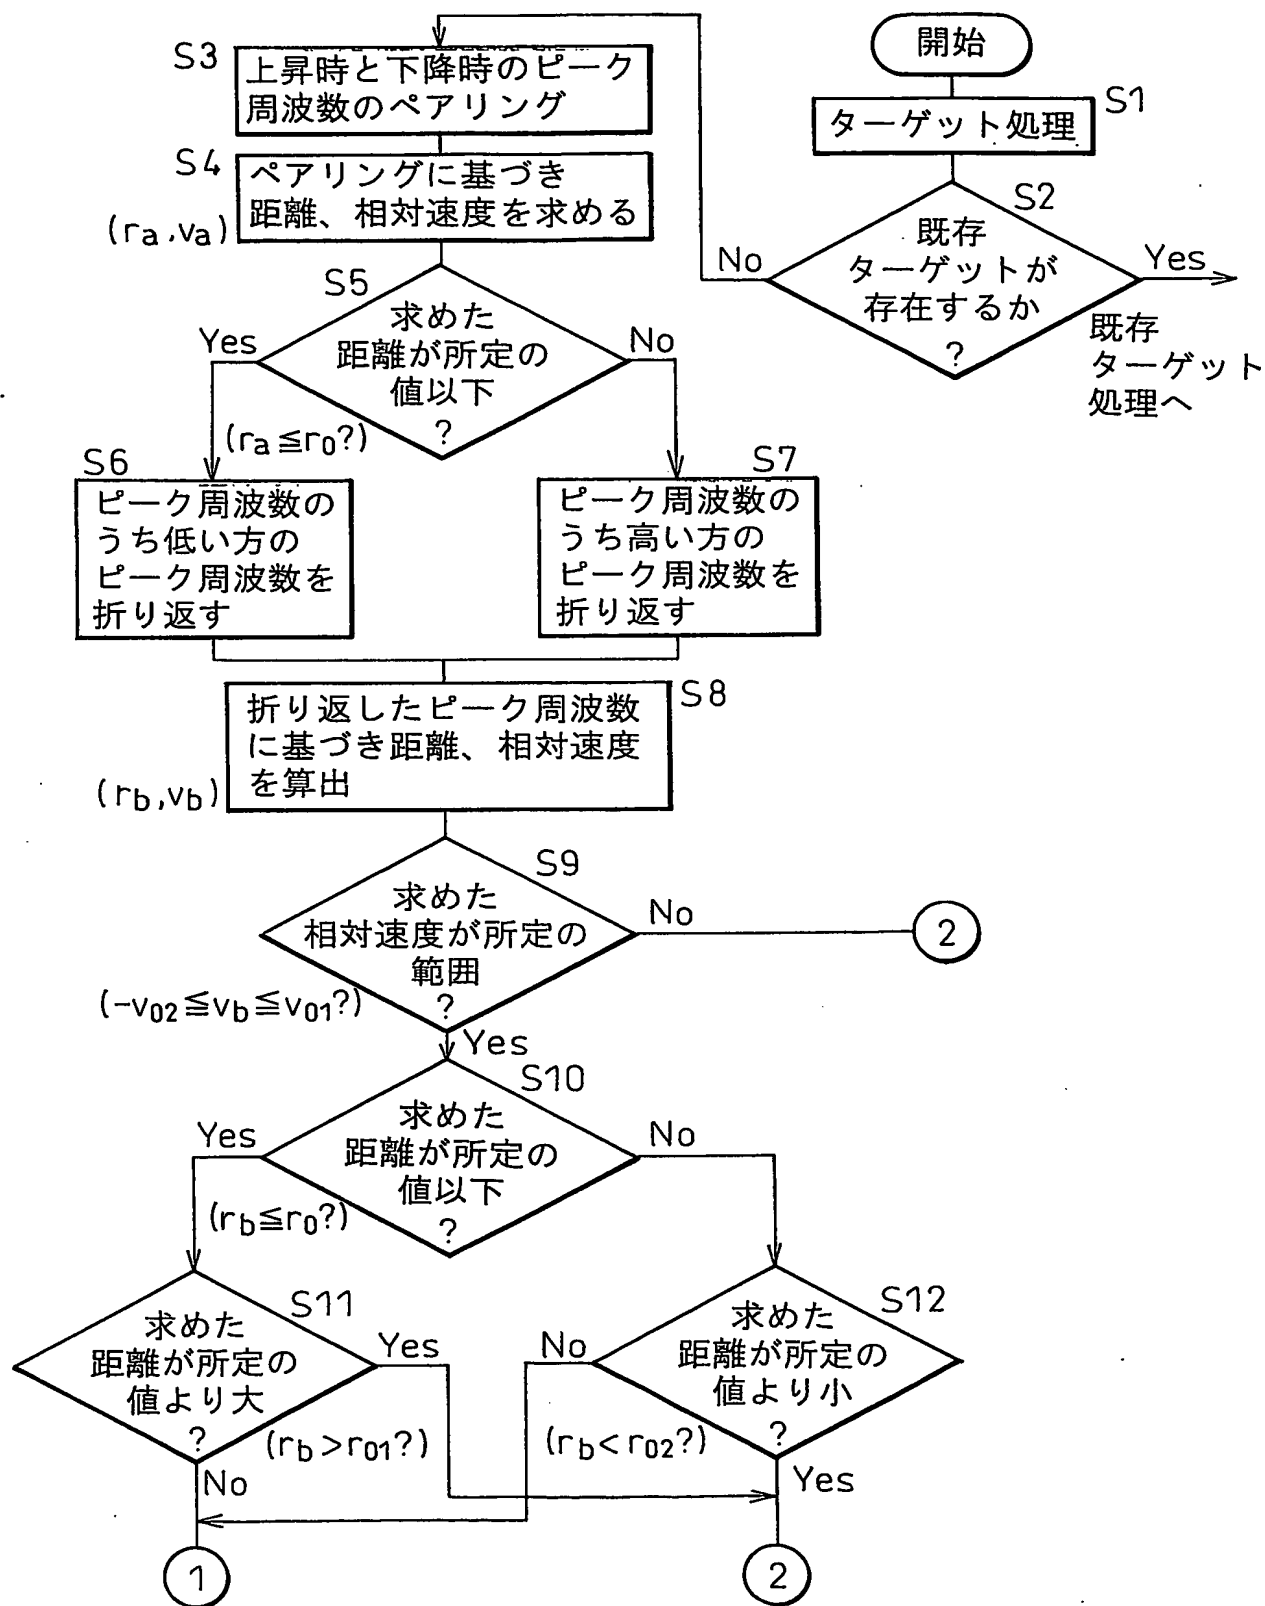 開始
S1
ターゲット処理
S2
既存
ターゲットが
存在するか
?
No
Yes
既存
ターゲット
処理へ
S3
上昇時と下降時のピーク
周波数のペアリング
S4
ペアリングに基づき
距離、相対速度を求める
(ra,va)
S5
求めた
距離が所定の
値以下
?
Yes
No
(ra≦r0?)
S6
ピーク周波数の
うち低い方の
ピーク周波数を
折り返す
S7
ピーク周波数の
うち高い方の
ピーク周波数を
折り返す
S8
折り返したピーク周波数
に基づき距離、相対速度
を算出
(rb,vb)
S9
求めた
相対速度が所定の
範囲
?
No
2
(-v02≦vb≦v01?)
Yes
S10
求めた
距離が所定の
値以下
?
Yes
No
(rb≦r0?)
S11
求めた
距離が所定の
値より大
?
Yes
(rb>r01?)
No
S12
求めた
距離が所定の
値より小
?
No
(rb<r02?)
Yes
1
2